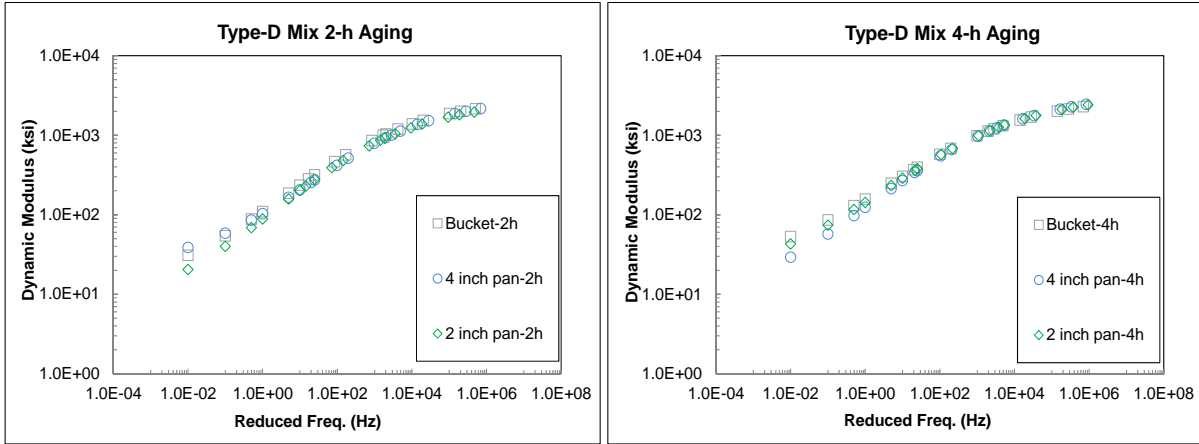 Type-D Mix 2-h Aging
1.0E+04
1.0E+03
1.0E+02
1.0E+01
1.0E+00
Dynamic Modulus (ksi)
Bucket-2h
4 inch pan-2h
2 inch pan-2h
1.0E-04 1.0E-02 1.0E+00 1.0E+02 1.0E+04 1.0E+06 1.0E+08
Reduced Freq. (Hz)
Type-D Mix 4-h Aging
1.0E+04
1.0E+03
1.0E+02
1.0E+01
1.0E+00
Dynamic Modulus (ksi)
Bucket-4h
4 inch pan-4h
2 inch pan-4h
1.0E-04 1.0E-02 1.0E+00 1.0E+02 1.0E+04 1.0E+06 1.0E+08
Reduced Freq. (Hz)